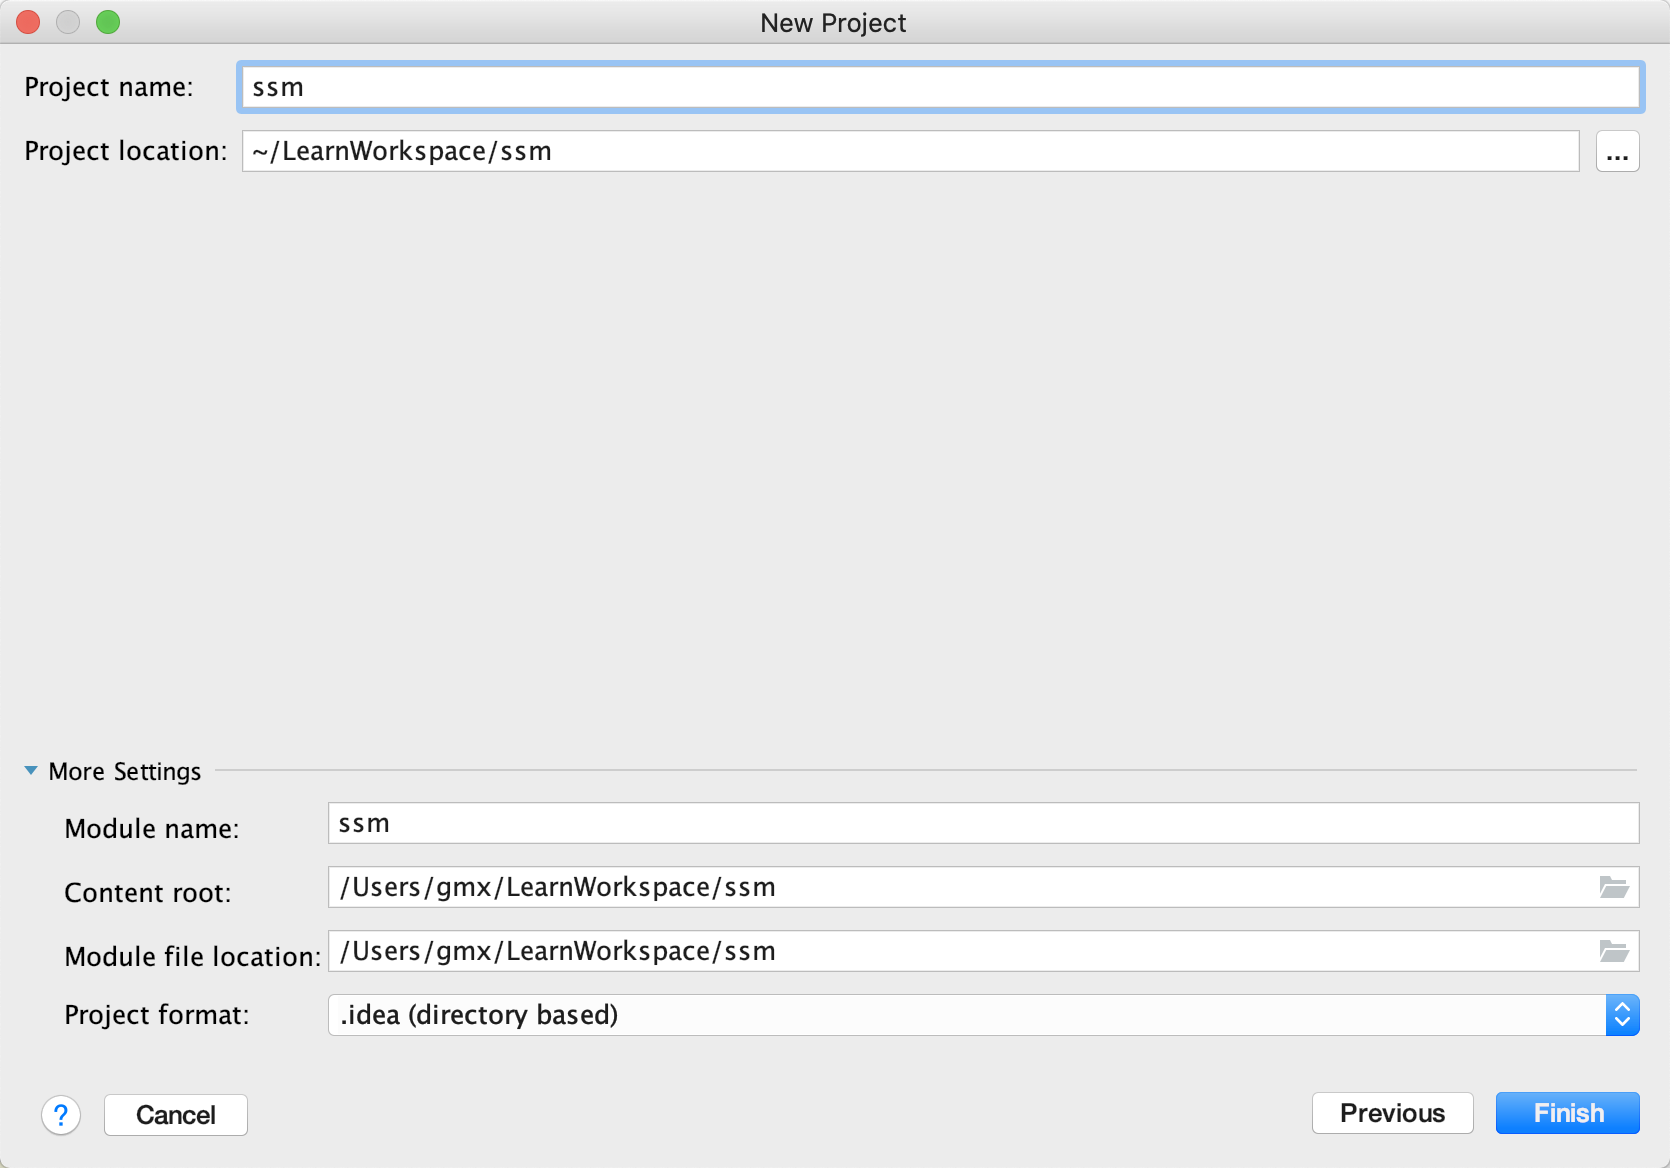 New Project
Project name: ssm
Project location: ~/LearnWorkspace/ssm ...
More Settings
Module name: ssm
Content root: /Users/gmx/LearnWorkspace/ssm
Module file location: /Users/gmx/LearnWorkspace/ssm
Project format: .idea (directory based)
? Cancel Previous Finish